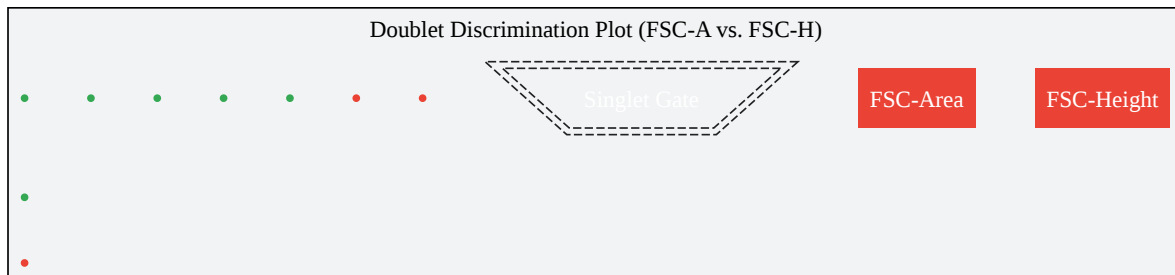 Doublet Discrimination Plot (FSC-A vs. FSC-H)
Singlet Gate
FSC-Area
FSC-Height